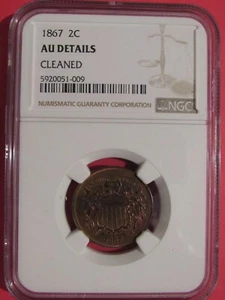 1867 2C
AU DETAILS
CLEANED
5920051-009
NUMISMATIC GUARANTY CORPORATION
NGC